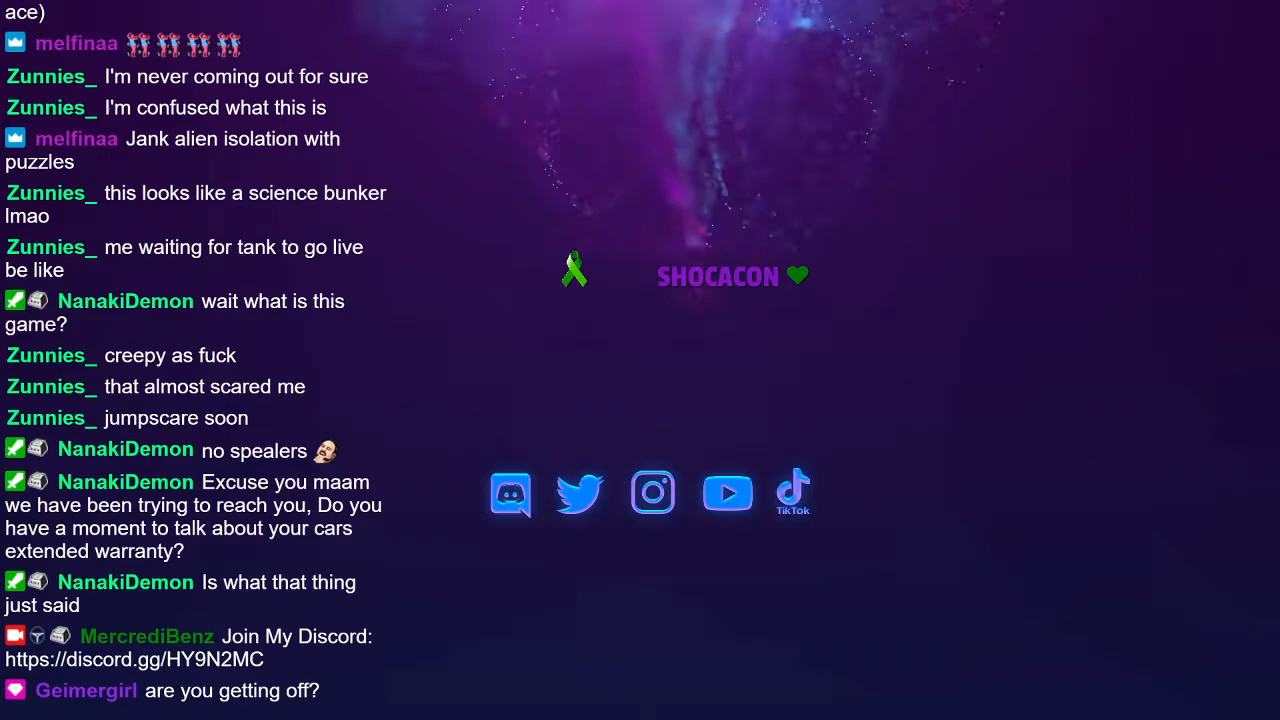 ace)
melfinaa
Zunnies_ I'm never coming out for sure
Zunnies_ I'm confused what this is
melfinaa Jank alien isolation with
puzzles
Zunnies_ this looks like a science bunker
lmao
Zunnies_ me waiting for tank to go live
be like
NanakiDemon wait what is this
game?
Zunnies_ creepy as fuck
Zunnies_ that almost scared me
Zunnies_ jumpscare soon
NanakiDemon no spealers
NanakiDemon Excuse you maam
we have been trying to reach you, Do you
have a moment to talk about your cars
extended warranty?
NanakiDemon Is what that thing
just said
MercrediBenz Join My Discord:
https://discord.gg/HY9N2MC
Geimergirl are you getting off?
SHOCACON
TikTok